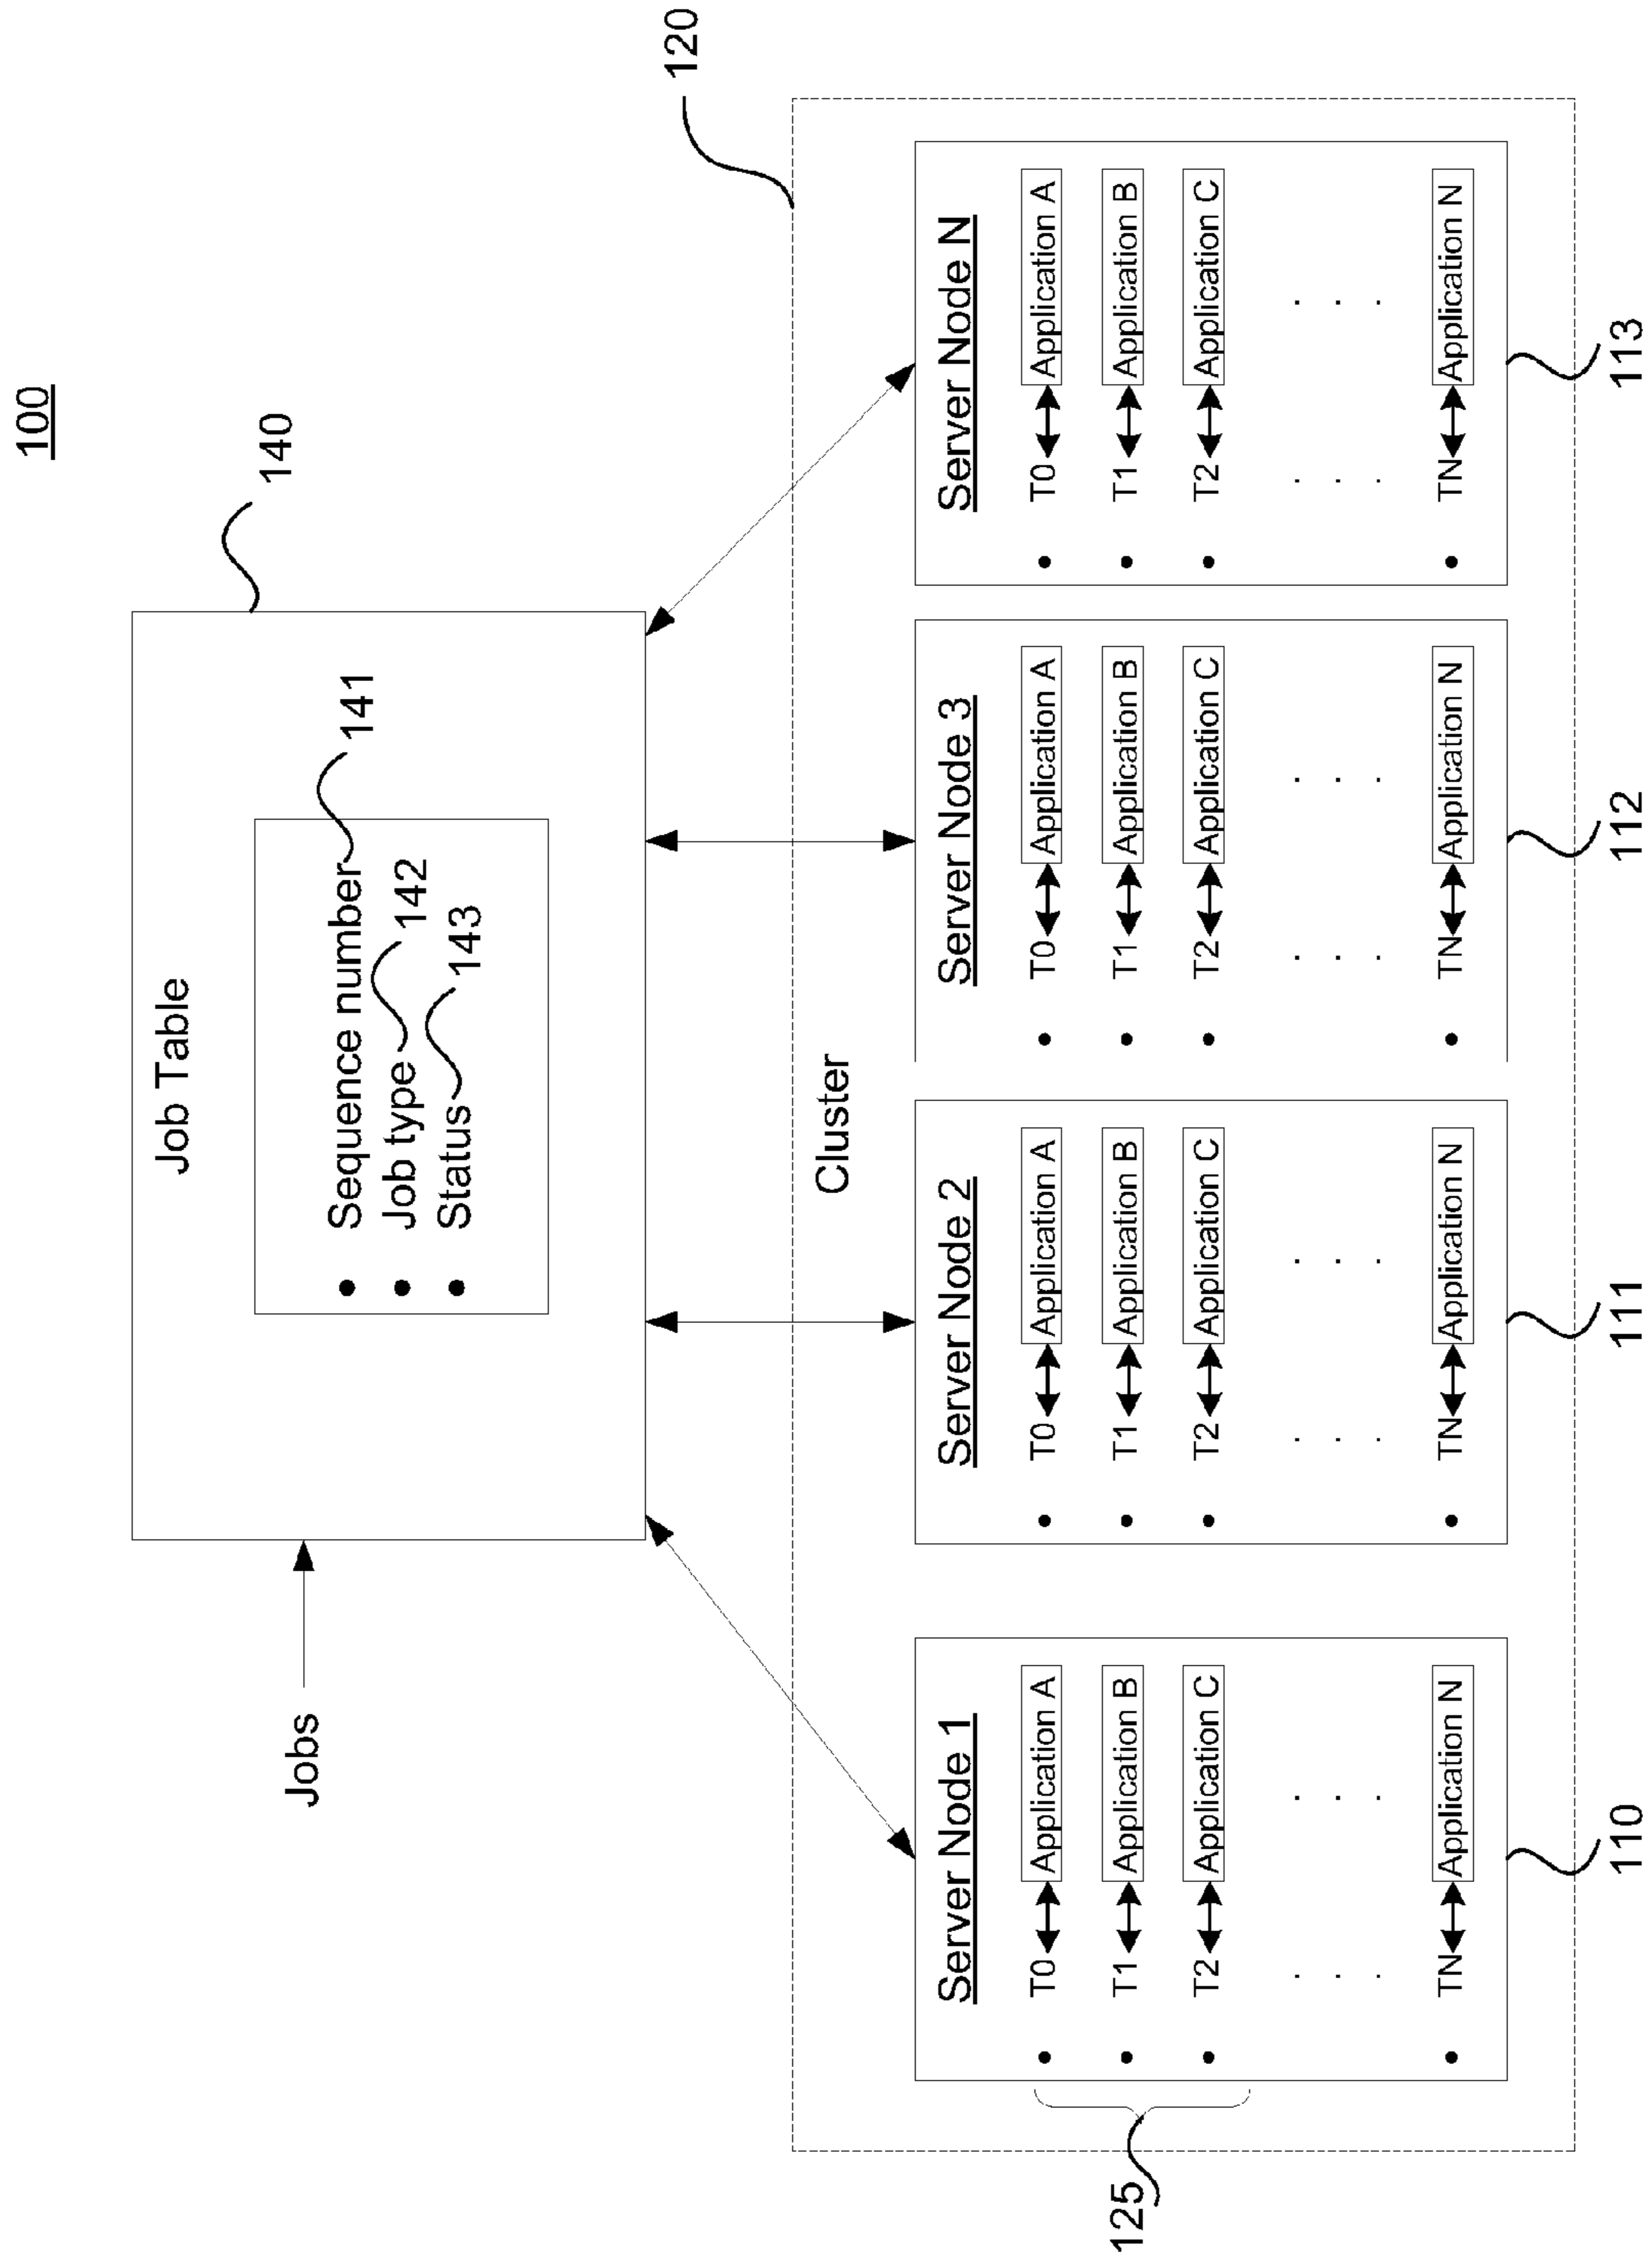 100
140
Job Table
Jobs
• Sequence number 141
• Job type 142
• Status 143
120
Cluster
Server Node 1
• T0 Application A
• T1 Application B
• T2 Application C
. .
. .
. .
• TN Application N
125
110
Server Node 2
• T0 Application A
• T1 Application B
• T2 Application C
. .
. .
. .
• TN Application N
111
Server Node 3
• T0 Application A
• T1 Application B
• T2 Application C
. .
. .
. .
• TN Application N
112
Server Node N
• T0 Application A
• T1 Application B
• T2 Application C
. .
. .
. .
• TN Application N
113